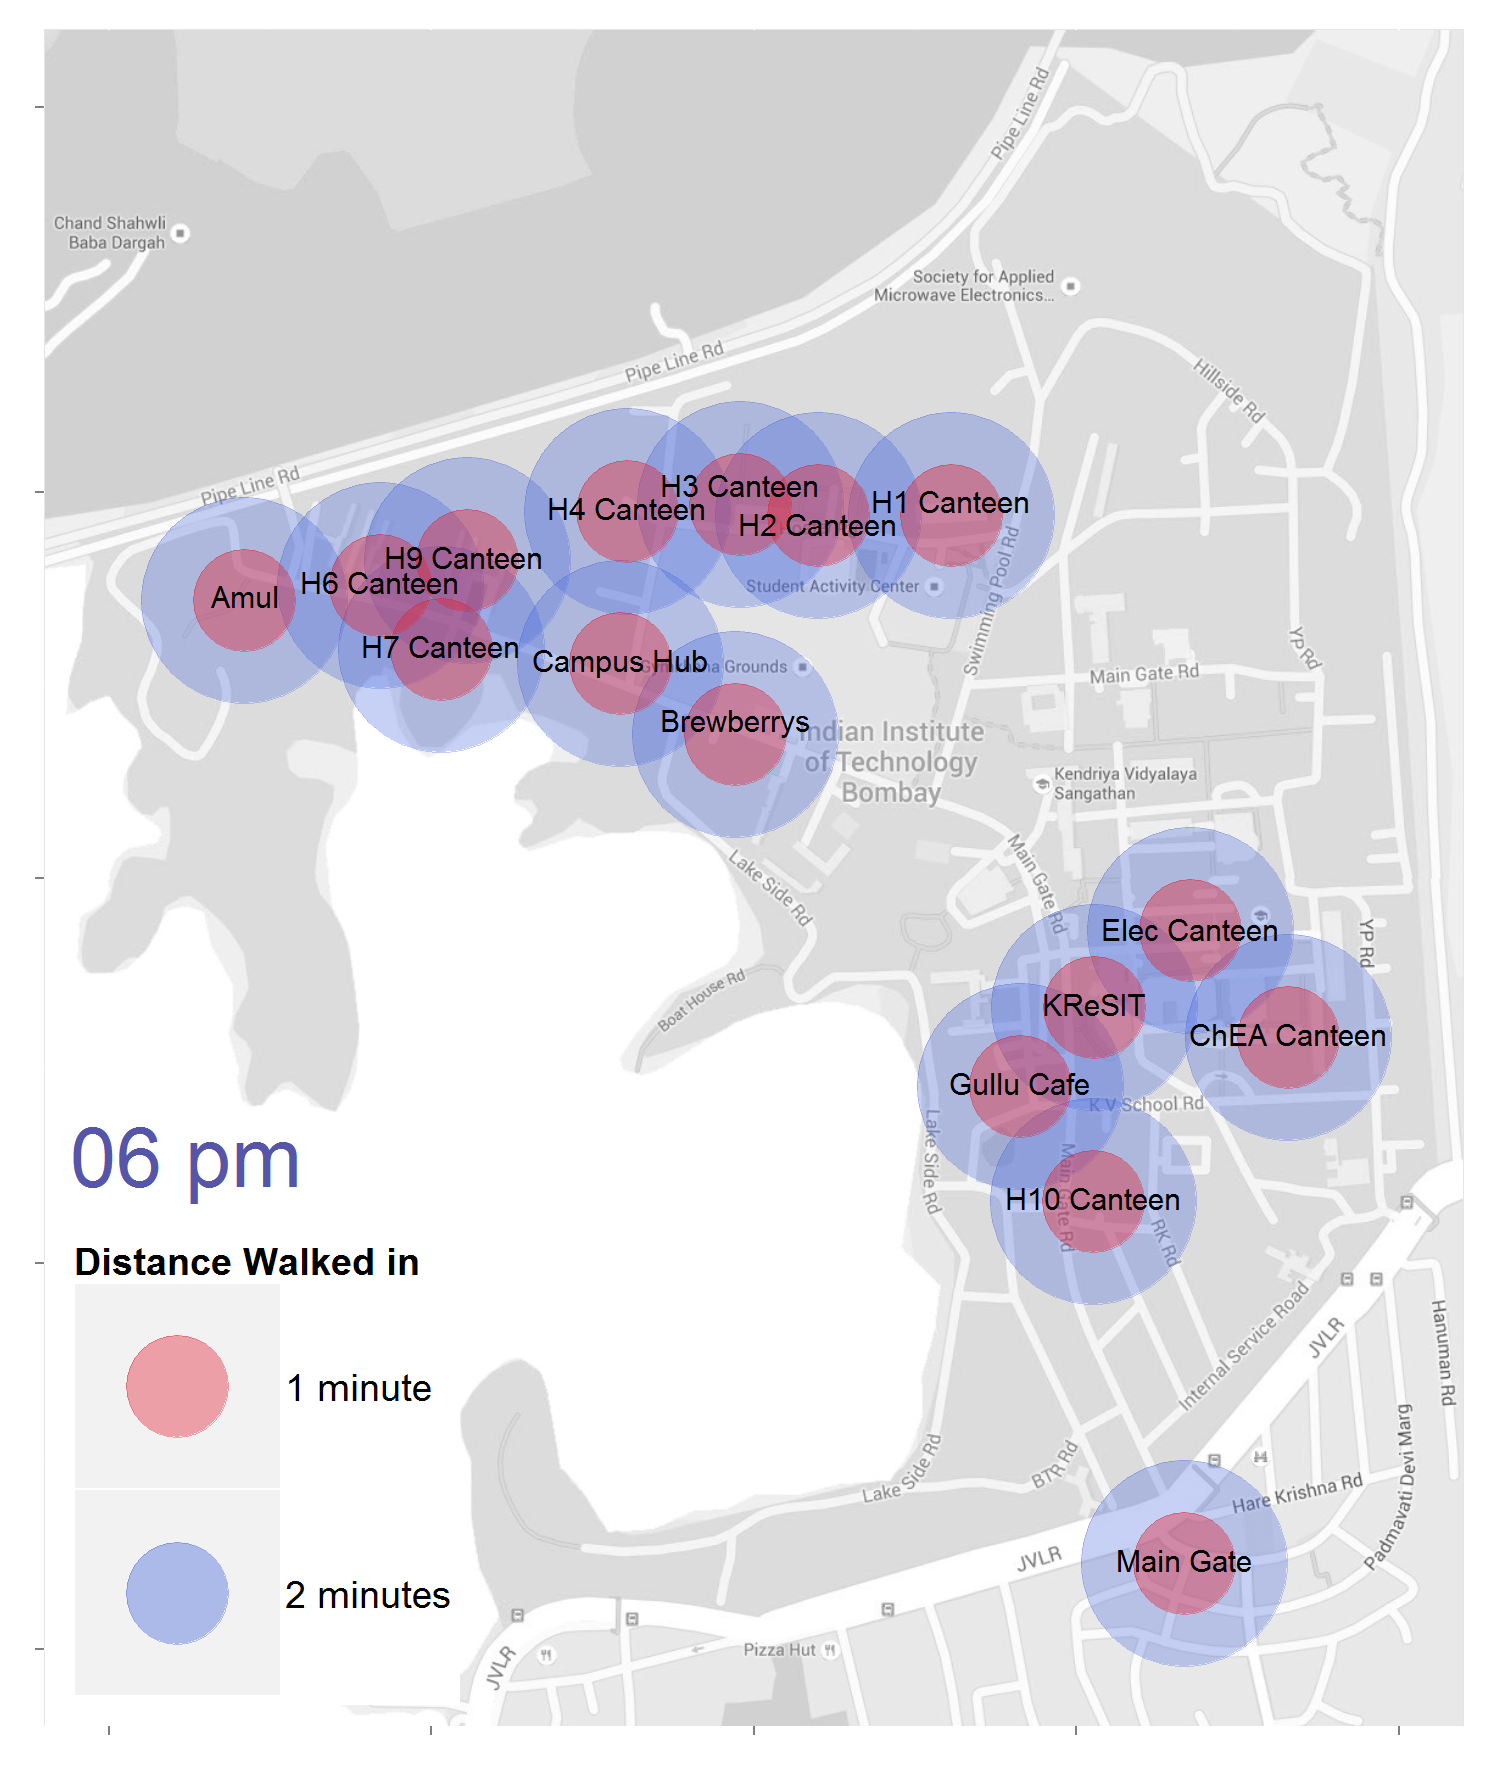 Pipe Line Rd
Chand Shahwli
Baba Dargah
Society for Applied
Microwave Electronics...
Pipe Line Rd
Hillside Rd
Pipe Line Rd
H3 Canteen
H4 Canteen
H1 Canteen
H2 Canteen
H9 Canteen
H6 Canteen
Amul
Student Activity Center
Swimming Pool Rd
H7 Canteen
Campus Hub
Grounds
YP Rd
Main Gate Rd
Brewberrys
Indian Institute
of Technology
Bombay
Kendriya Vidyalaya
Sangathan
Lake Side Rd
Main Gate Rd
Elec Canteen
YP Rd
Boat House Rd
KReSIT
ChEA Canteen
Gullu Cafe
K V School Rd
Lake Side Rd
Main Gate Rd
H10 Canteen
RK Rd
06 pm
Distance Walked in
1 minute
2 minutes
Internal Service Road
JVLR
Hanuman Rd
Lake Side Rd
BTR Rd
Hare Krishna Rd
Padmavati Devi Marg
JVLR
Main Gate
Pizza Hut
JVLR